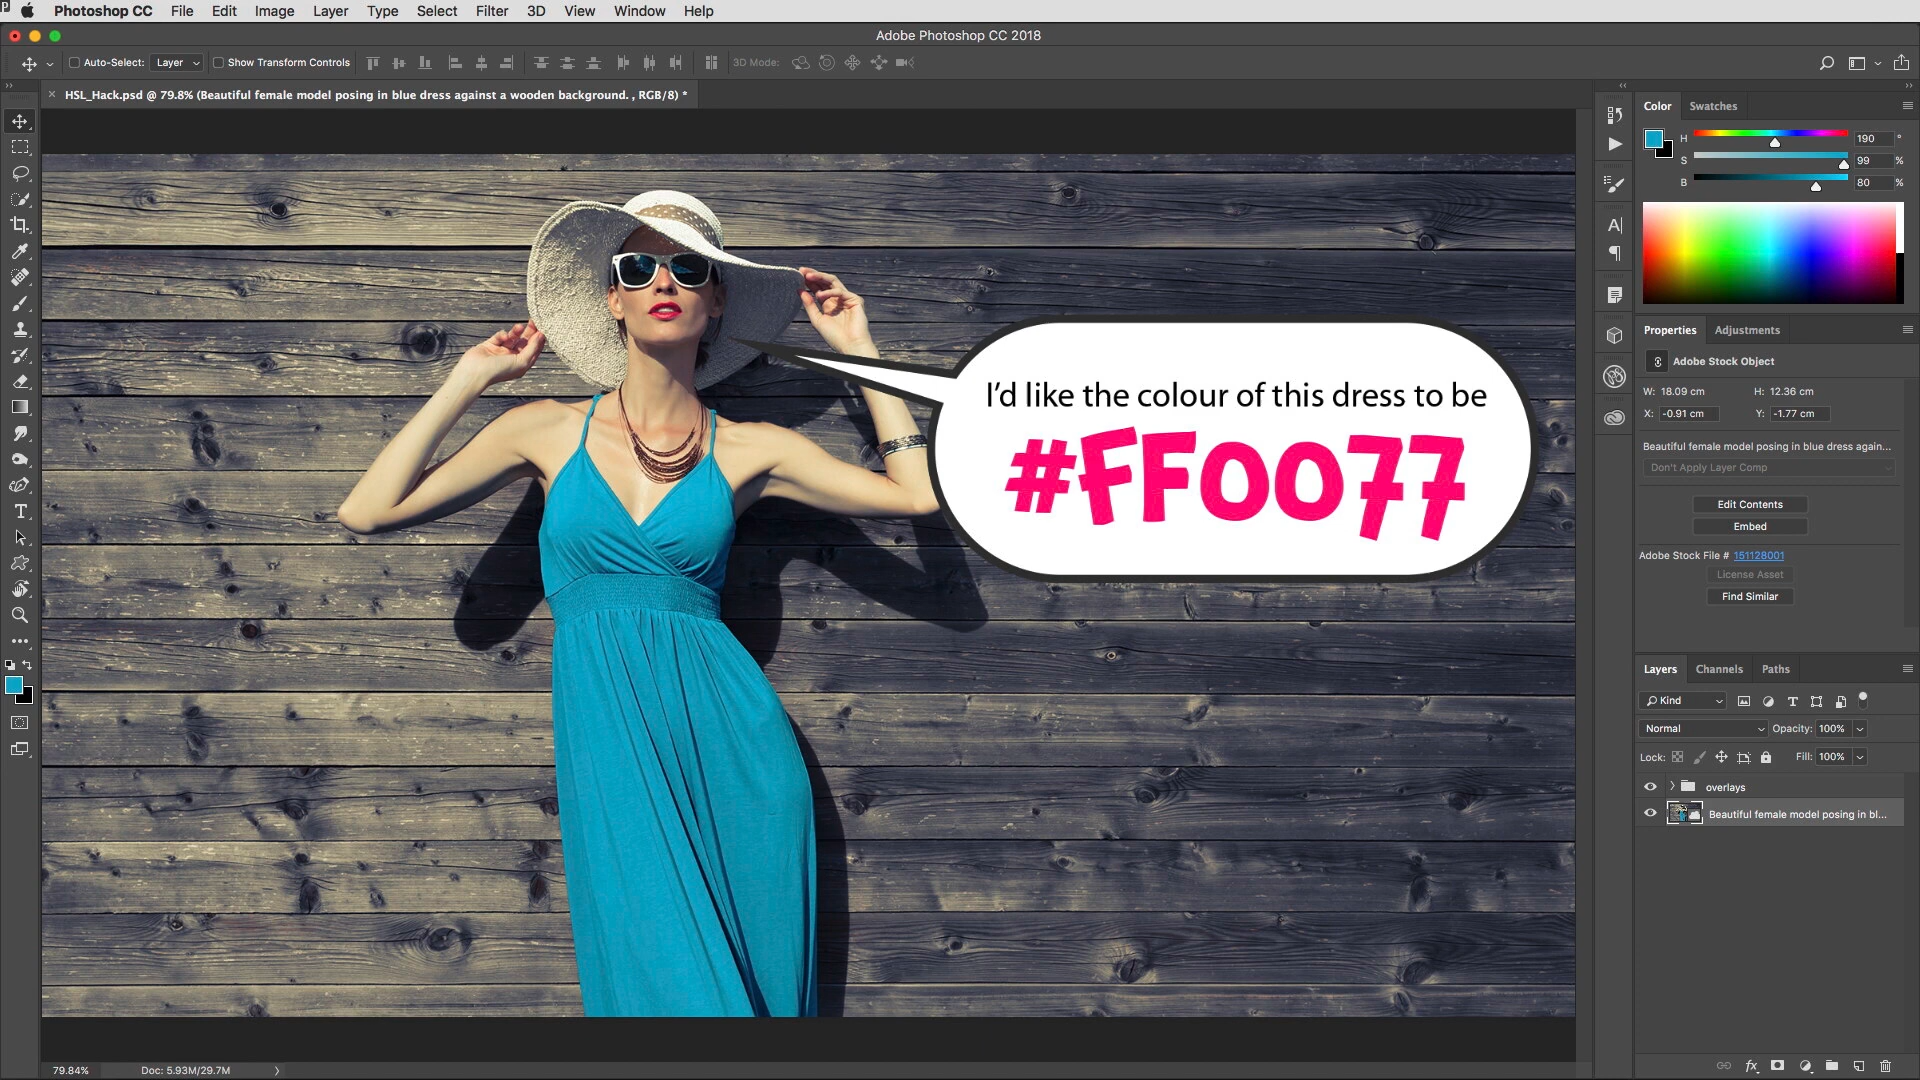 Photoshop CC File Edit Image Layer Type Select Filter 3D View Window Help
Adobe Photoshop CC 2018
Auto-Select: Layer Show Transform Controls 3D Mode:
HSL_Hack.psd @ 79.8% (Beautiful female model posing in blue dress against a wooden background. , RGB/8) *
Color Swatches
H 190 °
S 99 %
B 80 %
Properties Adjustments
Adobe Stock Object
W: 18.09 cm H: 12.36 cm
X: -0.91 cm Y: -1.77 cm
Beautiful female model posing in blue dress again...
Don't Apply Layer Comp
Edit Contents
Embed
Adobe Stock File # 151128001
License Asset
Find Similar
I'd like the colour of this dress to be
#FF0077
Layers Channels Paths
Kind
Normal Opacity: 100%
Lock: Fill: 100%
overlays
Beautiful female model posing in bl...
79.84% Doc: 5.93M/29.7M